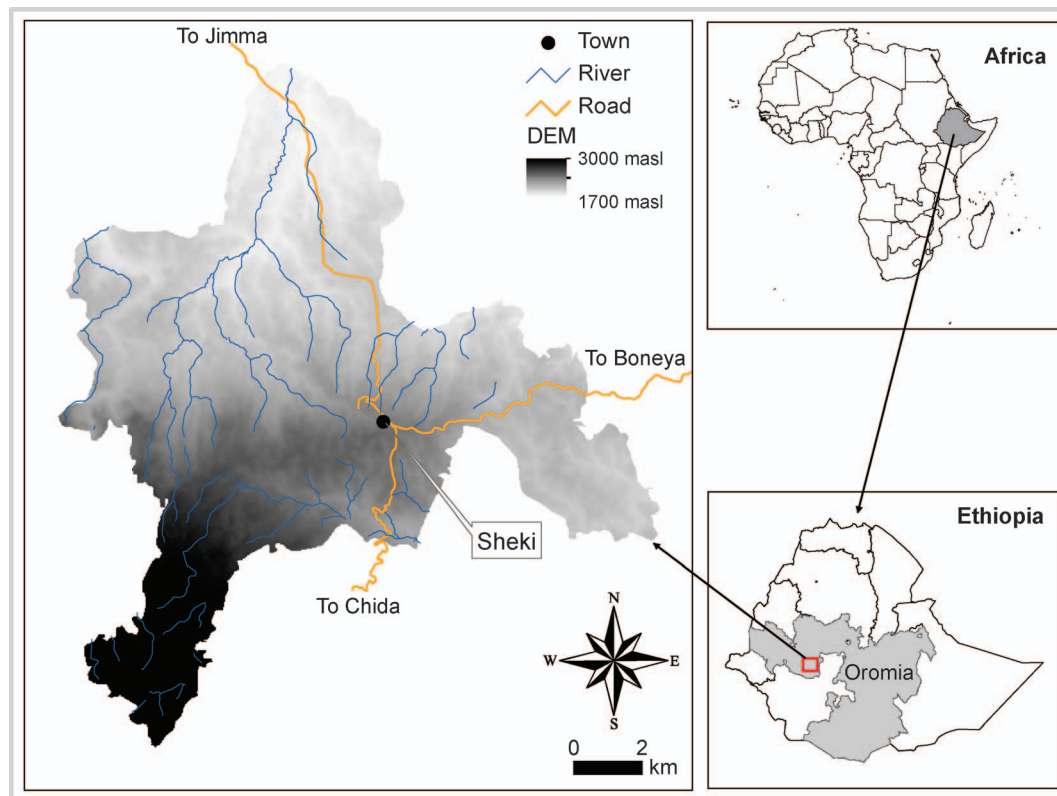 To Jimma
Town
River
Road
DEM
3000 masl
1700 masl
To Boneya
Sheki
To Chida
N
W
E
S
0 2
km
Africa
Ethiopia
Oromia